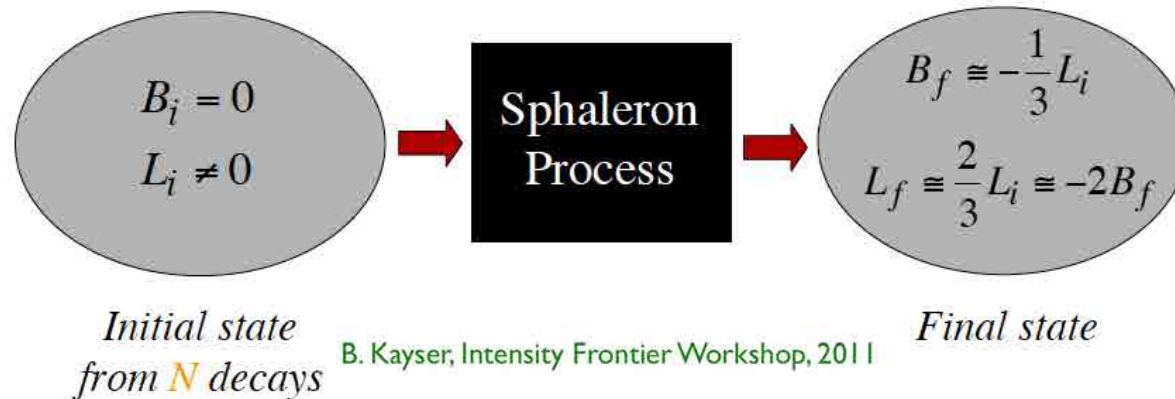 B_i = 0
L_i ≠ 0
Sphaleron
Process
B_f ≅ -1/3 L_i
L_f ≅ 2/3 L_i ≅ -2B_f
Initial state
from N decays
B. Kayser, Intensity Frontier Workshop, 2011
Final state